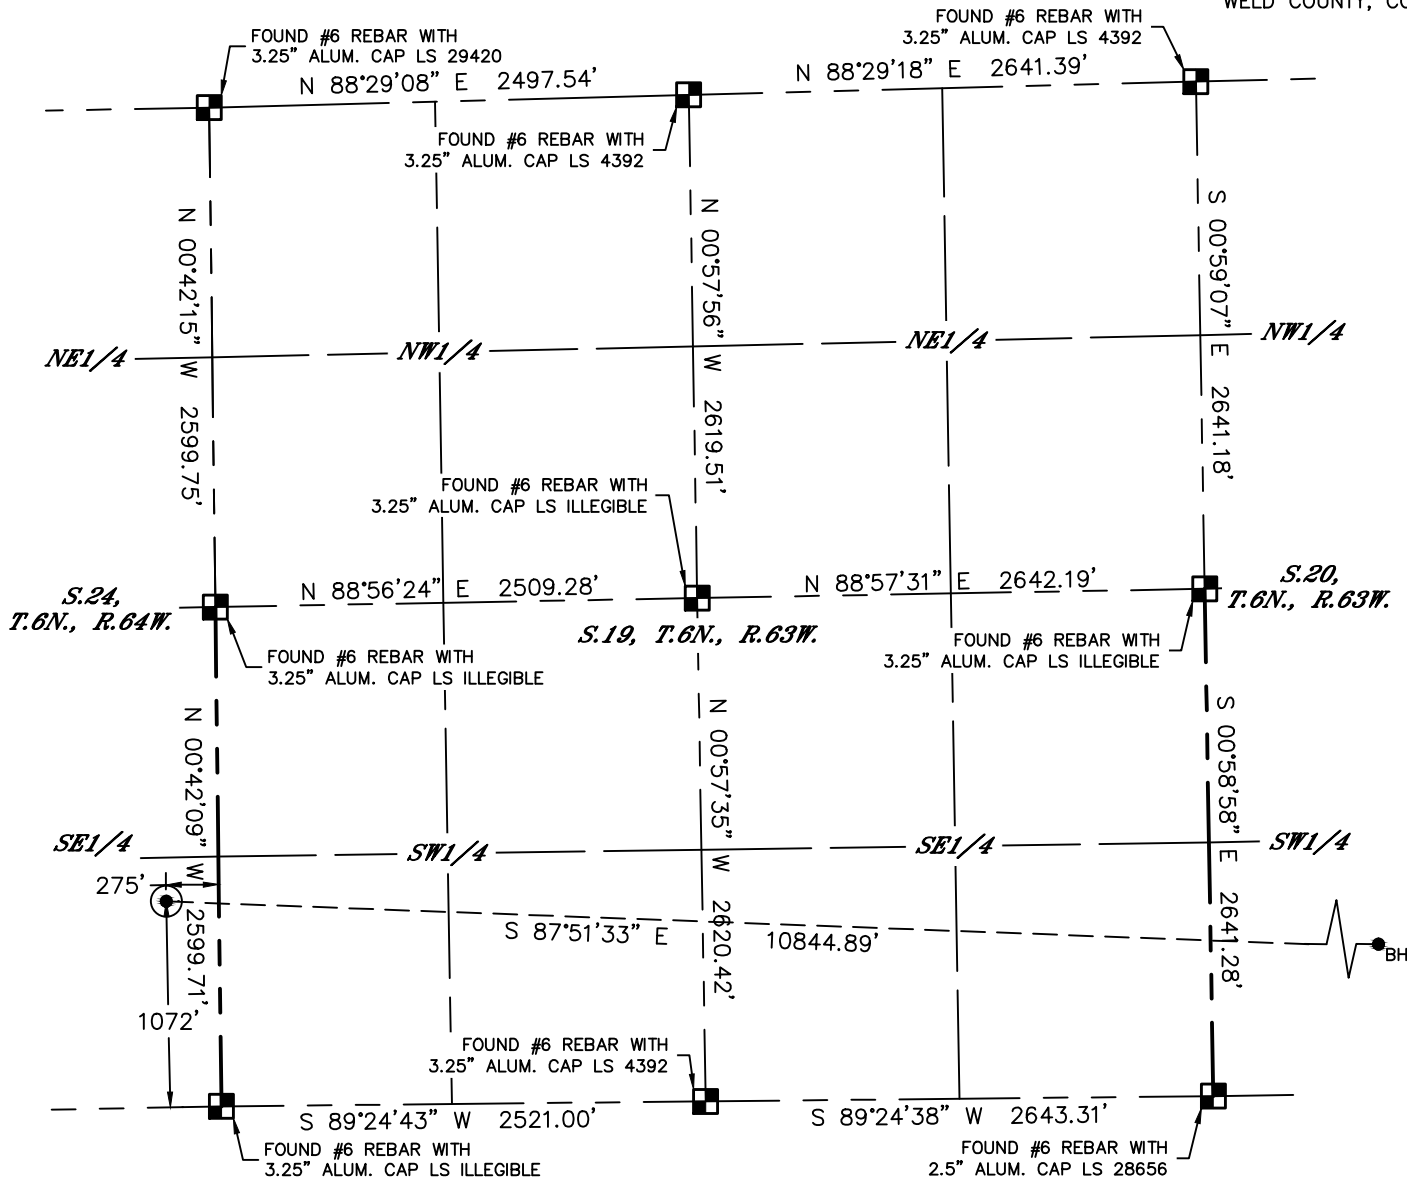 WELD COUNTY, CO
FOUND #6 REBAR WITH
3.25" ALUM. CAP LS 29420
FOUND #6 REBAR WITH
3.25" ALUM. CAP LS 4392
N 88°29'08" E 2497.54'
N 88°29'18" E 2641.39'
FOUND #6 REBAR WITH
3.25" ALUM. CAP LS 4392
N 00°42'15" W 2599.75'
N 00°57'56" W 2619.51'
S 00°59'07" E 2641.18'
NE1/4
NW1/4
NE1/4
NW1/4
FOUND #6 REBAR WITH
3.25" ALUM. CAP LS ILLEGIBLE
S.24,
T.6N., R.64W.
N 88°56'24" E 2509.28'
N 88°57'31" E 2642.19'
S.20,
T.6N., R.63W.
S.19, T.6N., R.63W.
FOUND #6 REBAR WITH
3.25" ALUM. CAP LS ILLEGIBLE
FOUND #6 REBAR WITH
3.25" ALUM. CAP LS ILLEGIBLE
N 00°42'09" W 2599.71'
N 00°57'35" W 2620.42'
S 00°58'58" E 2641.28'
SE1/4
SW1/4
SE1/4
SW1/4
275'
S 87°51'33" E 10844.89'
BH
1072'
FOUND #6 REBAR WITH
3.25" ALUM. CAP LS 4392
S 89°24'43" W 2521.00'
S 89°24'38" W 2643.31'
FOUND #6 REBAR WITH
3.25" ALUM. CAP LS ILLEGIBLE
FOUND #6 REBAR WITH
2.5" ALUM. CAP LS 28656